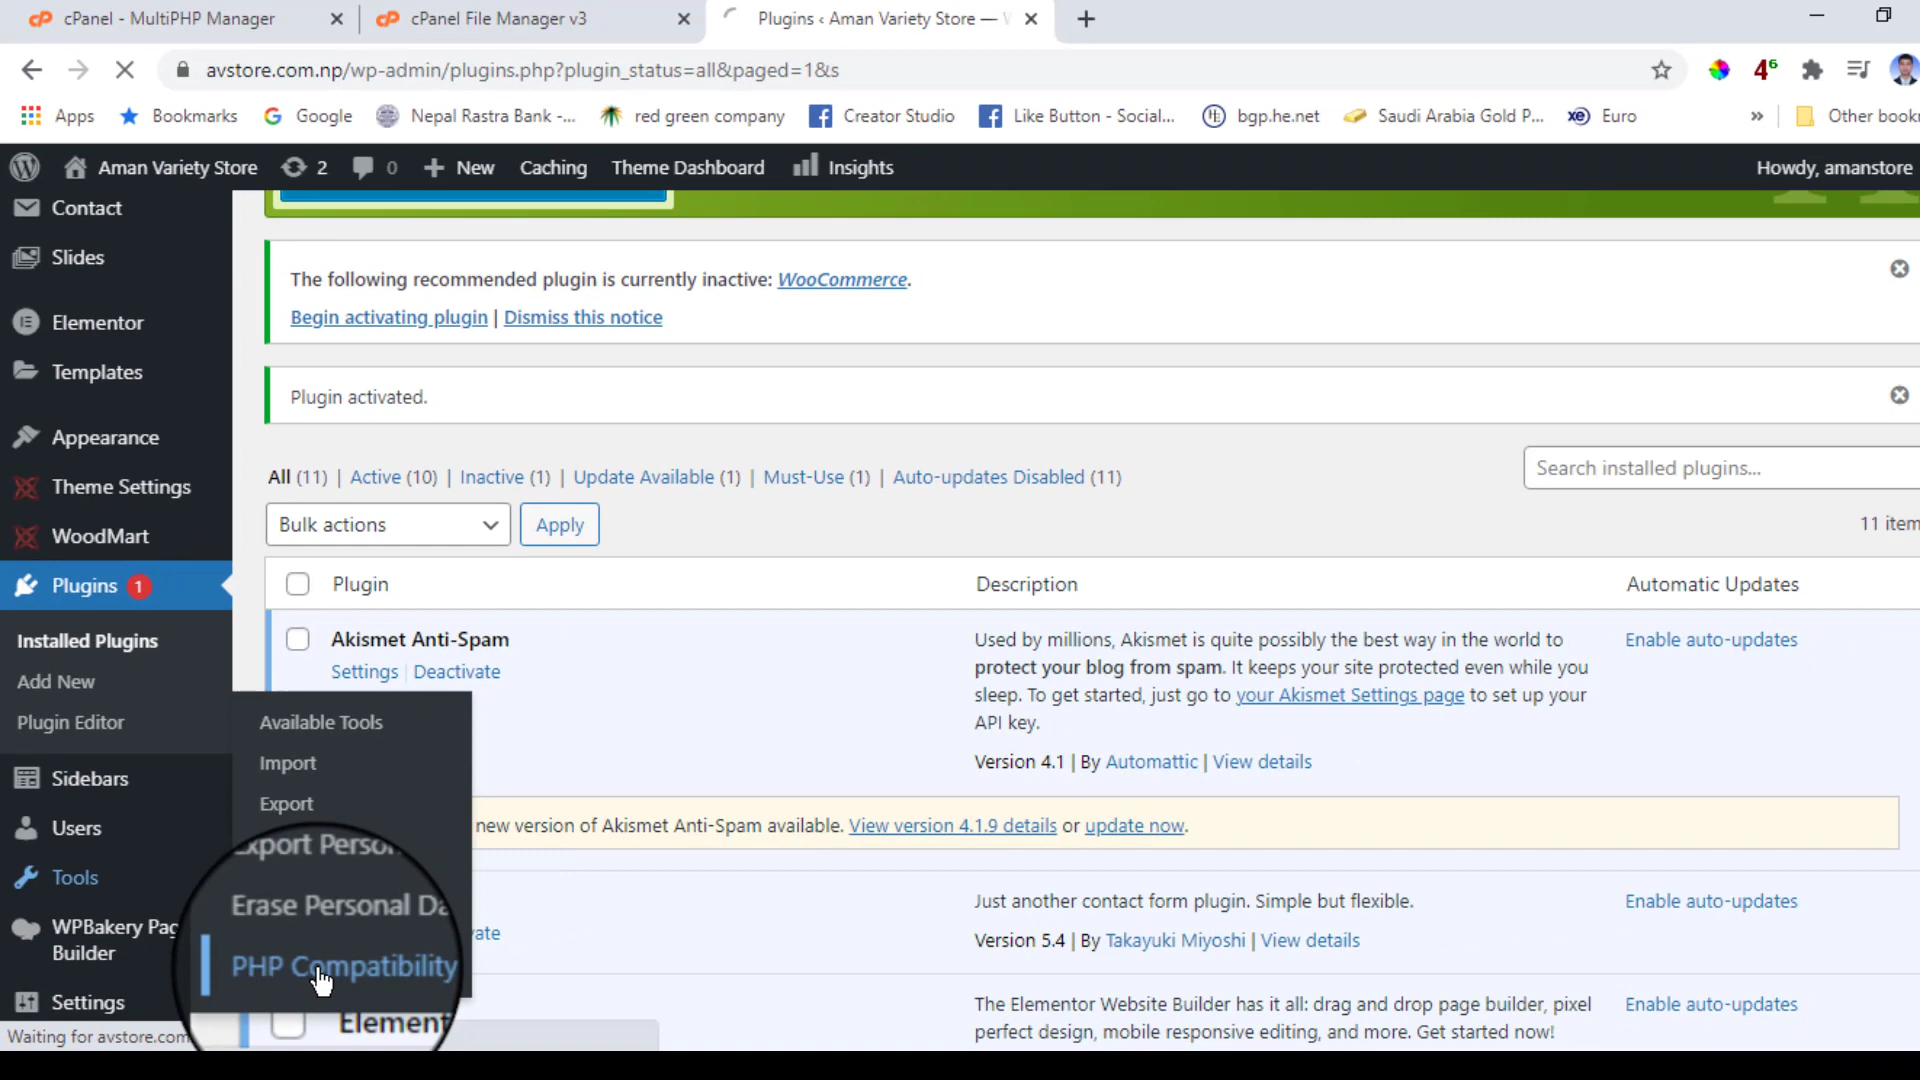 cPanel - MultiPHP Manager
cPanel File Manager v3
Plugins ‹ Aman Variety Store —
avstore.com.np/wp-admin/plugins.php?plugin_status=all&paged=1&s
4⁶
Apps
Bookmarks
Google
Nepal Rastra Bank -...
red green company
Creator Studio
Like Button - Social...
bgp.he.net
Saudi Arabia Gold P...
xe Euro
»
Other book
Aman Variety Store
2
0
New
Caching
Theme Dashboard
Insights
Howdy, amanstore
Contact
Slides
Elementor
Templates
Appearance
Theme Settings
WoodMart
Plugins 1
Installed Plugins
Add New
Plugin Editor
Sidebars
Users
Tools
WPBakery Pag
Builder
Settings
Waiting for avstore.com
Available Tools
Import
Export
Export Person
Erase Personal Da
PHP Compatibility
The following recommended plugin is currently inactive: WooCommerce.
Begin activating plugin | Dismiss this notice
Plugin activated.
All (11) | Active (10) | Inactive (1) | Update Available (1) | Must-Use (1) | Auto-updates Disabled (11)
Search installed plugins...
Bulk actions
Apply
11 item
Plugin
Description
Automatic Updates
Akismet Anti-Spam
Settings | Deactivate
Used by millions, Akismet is quite possibly the best way in the world to
protect your blog from spam. It keeps your site protected even while you
sleep. To get started, just go to your Akismet Settings page to set up your
API key.
Version 4.1 | By Automattic | View details
Enable auto-updates
new version of Akismet Anti-Spam available. View version 4.1.9 details or update now.
vate
Just another contact form plugin. Simple but flexible.
Version 5.4 | By Takayuki Miyoshi | View details
Enable auto-updates
Element
The Elementor Website Builder has it all: drag and drop page builder, pixel
perfect design, mobile responsive editing, and more. Get started now!
Enable auto-updates